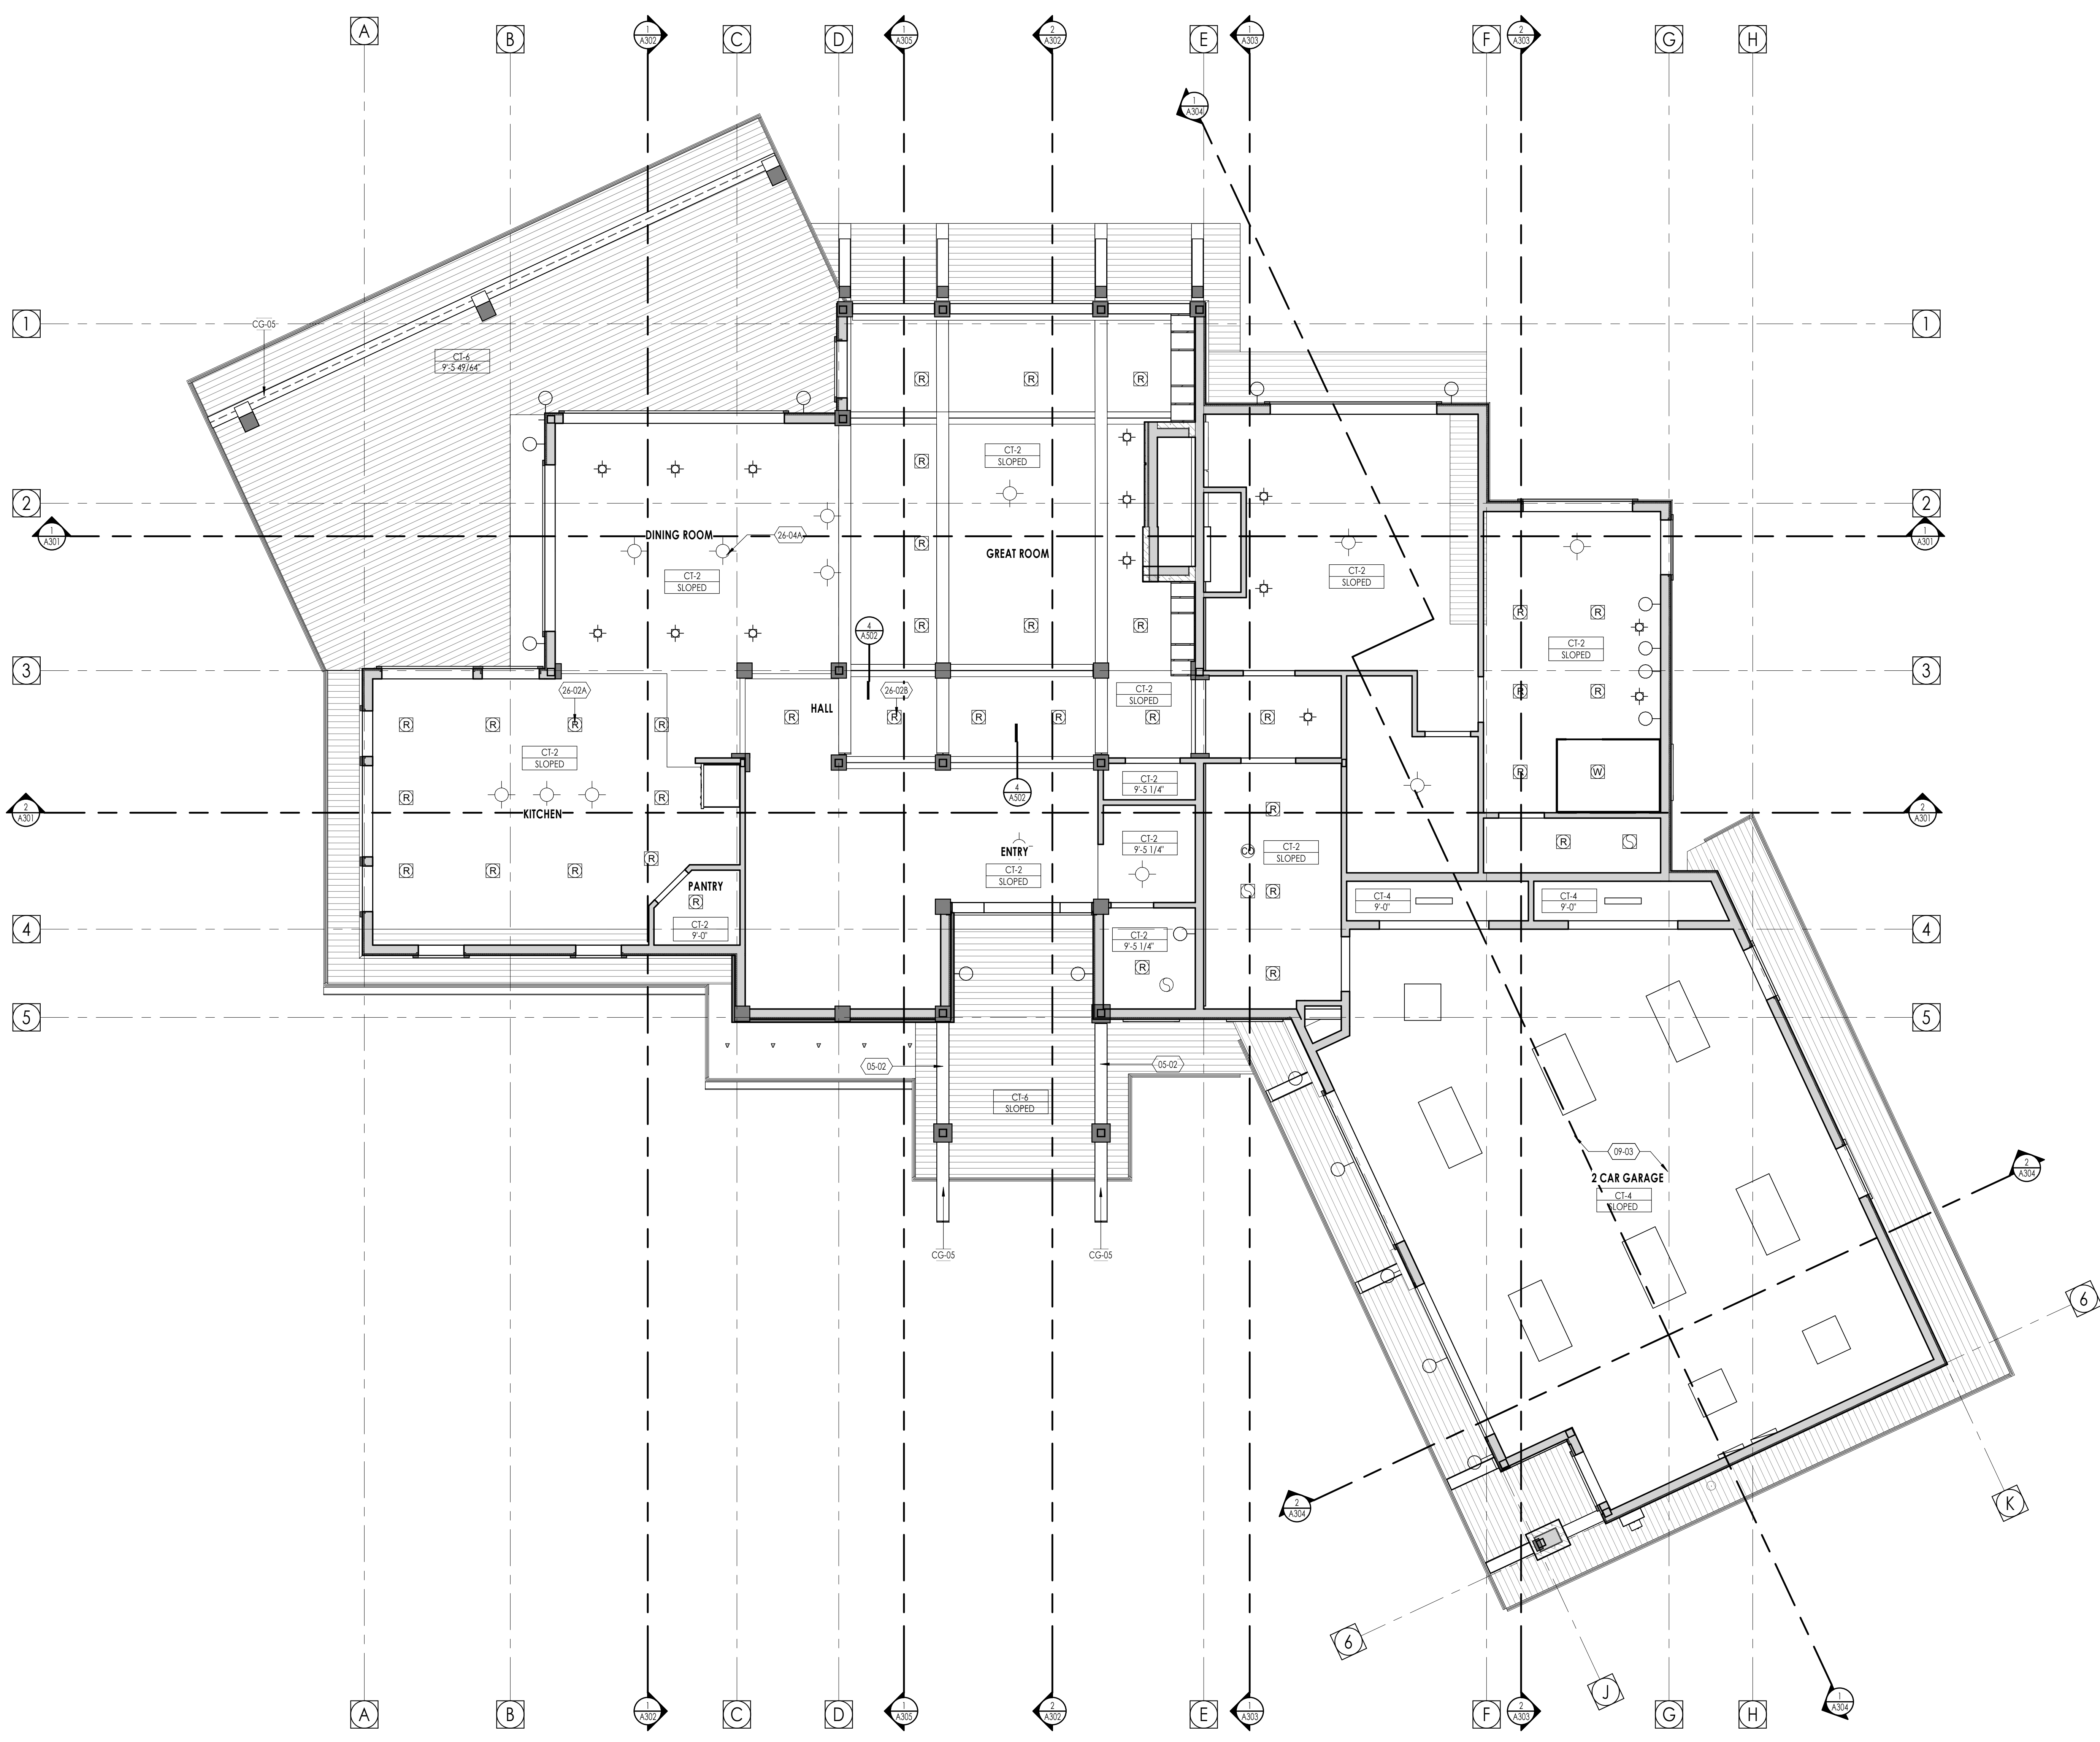 A
B
1
A302
C
D
1
A305
2
A302
E
1
A303
F
2
A303
G
H
1
A304
1
CG-05
1
CT-6
9'-5 49/64"
R
R
R
CT-2
SLOPED
R
2
2
1
A301
DINING ROOM
26-04A
R
GREAT ROOM
1
A301
CT-2
SLOPED
CT-2
SLOPED
R
R
4
A502
R
R
R
CT-2
SLOPED
3
3
26-02A
26-02B
CT-2
SLOPED
R
R
HALL
R
R
R
R
R
R
R
R
R
R
CT-2
SLOPED
R
W
CT-2
9'-5 1/4"
4
A502
R
R
2
A301
KITCHEN
R
2
A301
CT-2
9'-5 1/4"
R
S
ENTRY
CO
CT-2
SLOPED
R
R
R
R
CT-2
SLOPED
PANTRY
R
S
R
CT-4
9'-0"
CT-4
9'-0"
4
CT-2
9'-0"
CT-2
9'-5 1/4"
4
R
S
R
5
5
05-02
05-02
CT-6
SLOPED
09-03
2 CAR GARAGE
CT-4
SLOPED
2
A304
CG-05
CG-05
6
2
A304
K
6
J
1
A304
A
B
1
A302
C
D
1
A305
2
A302
E
1
A303
F
2
A303
G
H